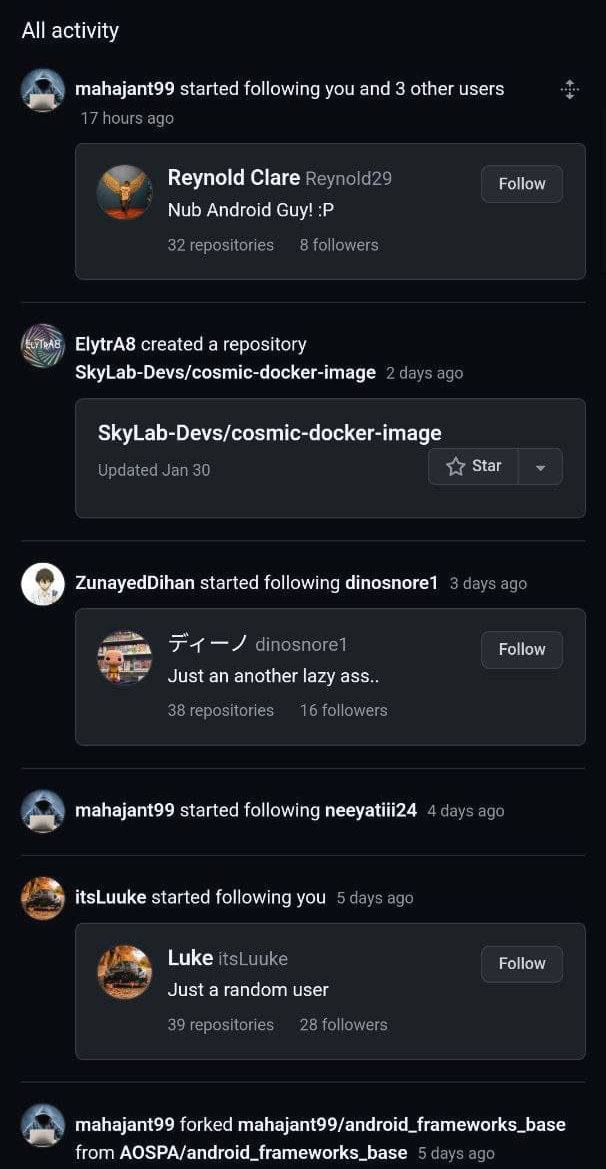 All activity
mahajant99 started following you and 3 other users
17 hours ago
Reynold Clare Reynold29
Follow
Nub Android Guy! :P
32 repositories 8 followers
ElytrA8
ElytrA8 created a repository
SkyLab-Devs/cosmic-docker-image 2 days ago
SkyLab-Devs/cosmic-docker-image
Updated Jan 30
Star
ZunayedDihan started following dinosnore1 3 days ago
ディーノ dinosnore1
Follow
Just an another lazy ass..
38 repositories 16 followers
mahajant99 started following neeyatiii24 4 days ago
itsLuuke started following you 5 days ago
Luke itsLuuke
Follow
Just a random user
39 repositories 28 followers
mahajant99 forked mahajant99/android_frameworks_base
from AOSPA/android_frameworks_base 5 days ago